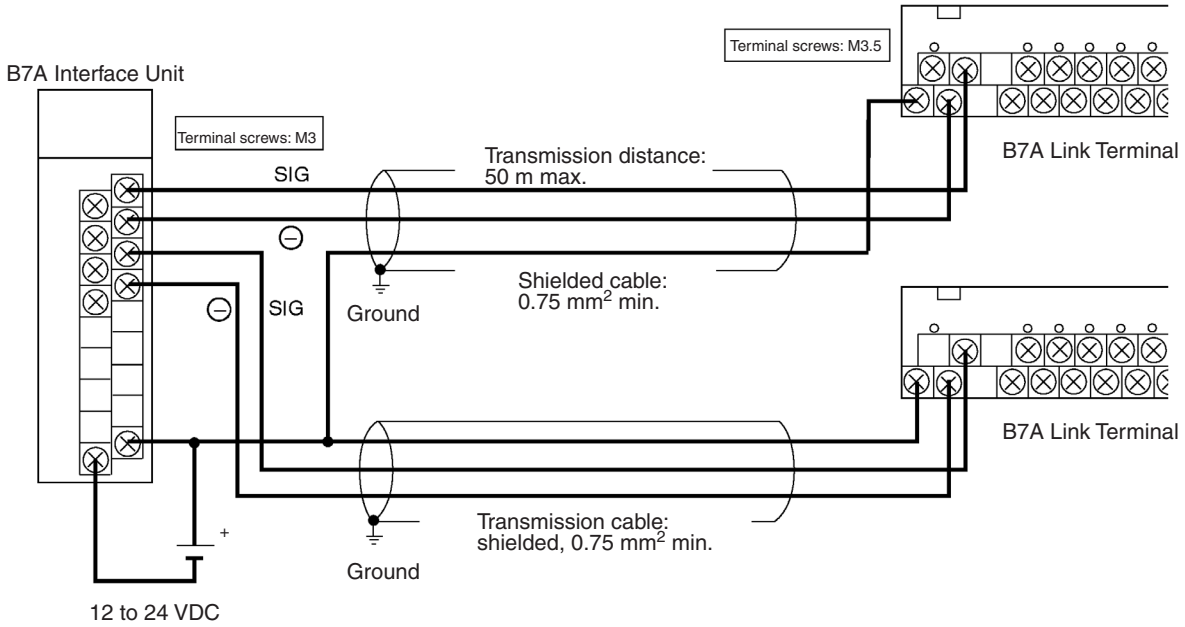 Terminal screws: M3.5
B7A Interface Unit
Terminal screws: M3
B7A Link Terminal
Transmission distance:
50 m max.
SIG
Shielded cable:
0.75 mm² min.
SIG
Ground
B7A Link Terminal
Transmission cable:
shielded, 0.75 mm² min.
+
Ground
12 to 24 VDC